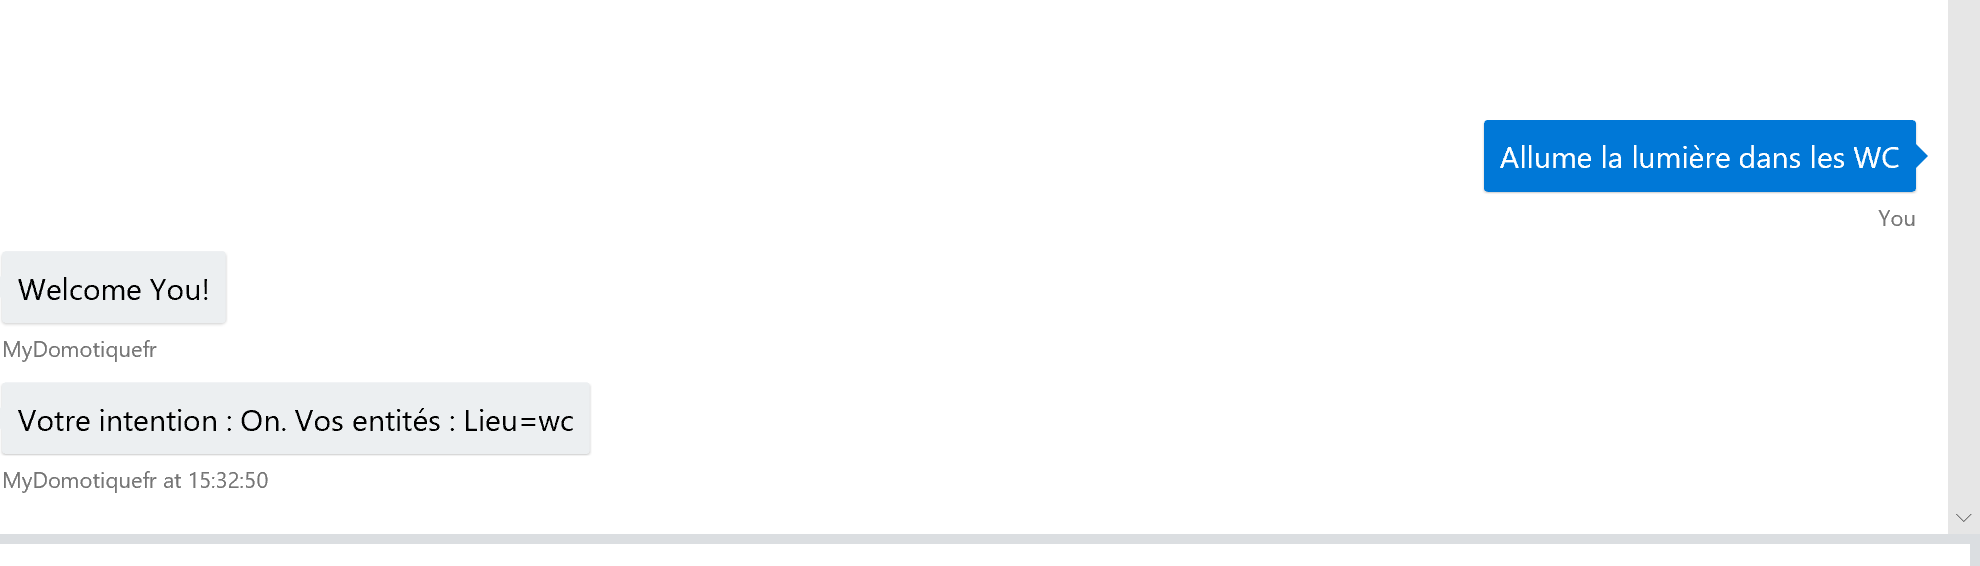 Allume la lumière dans les WC
You
Welcome You!
MyDomotiquefr
Votre intention : On. Vos entités : Lieu=wc
MyDomotiquefr at 15:32:50